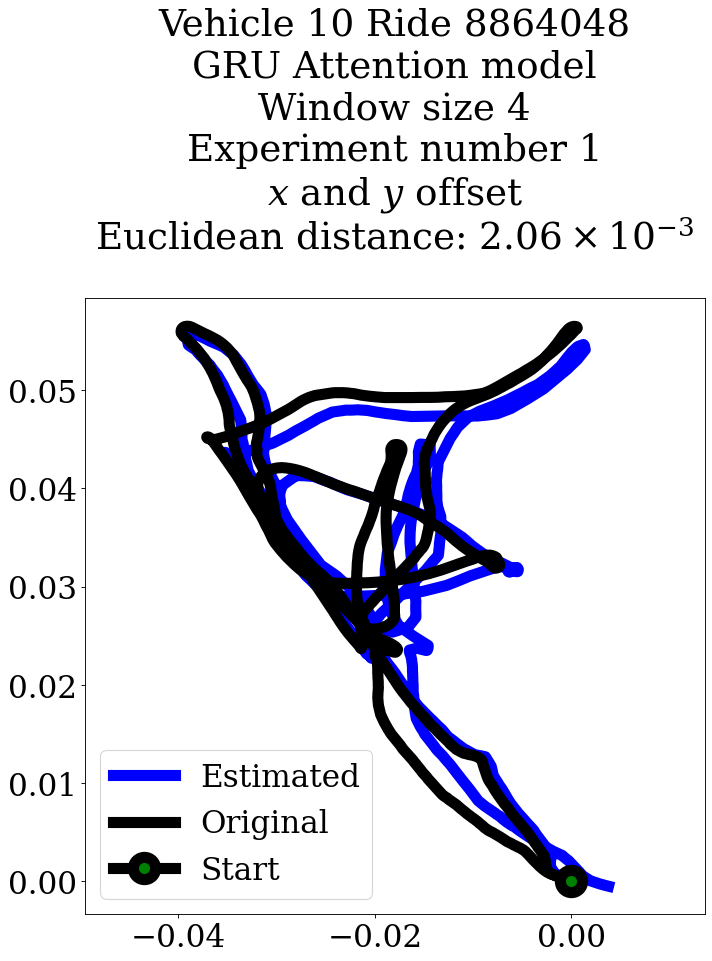 Vehicle 10 Ride 8864048
GRU Attention model
Window size 4
Experiment number 1
x and y offset
Euclidean distance: 2.06 × 10⁻³
0.05
0.04
0.03
0.02
0.01
0.00
Estimated
Original
Start
−0.04 −0.02 0.00